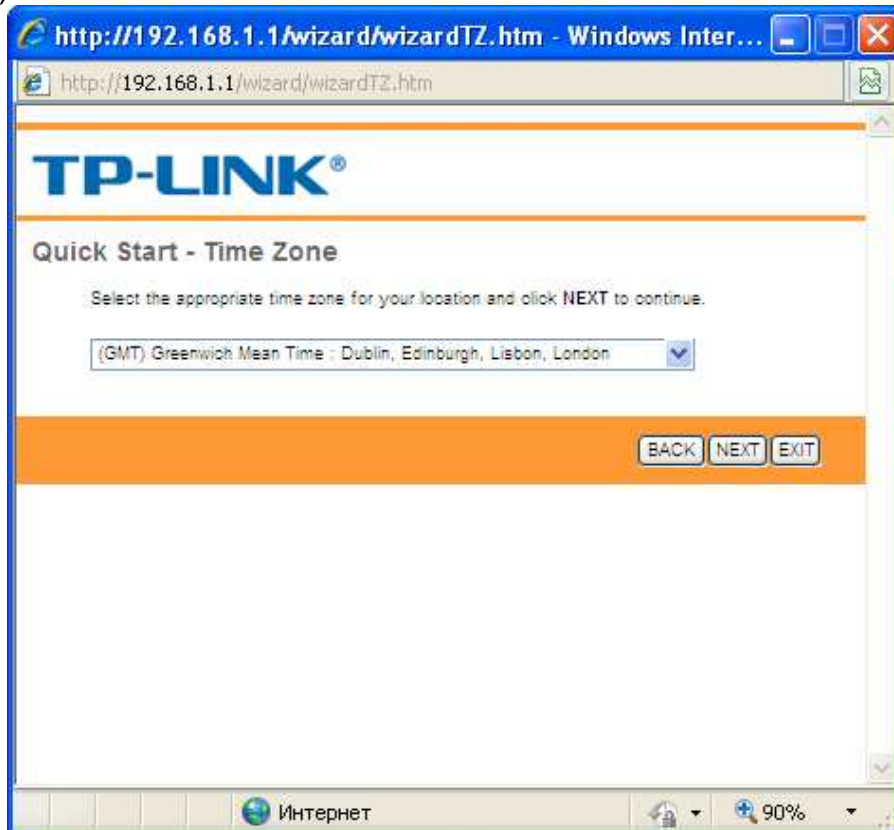 http://192.168.1.1/wizard/wizardTZ.htm - Windows Inter...
http://192.168.1.1/wizard/wizardTZ.htm
TP-LINK®
Quick Start - Time Zone
Select the appropriate time zone for your location and click NEXT to continue.
(GMT) Greenwich Mean Time : Dublin, Edinburgh, Lisbon, London
BACK NEXT EXIT
Интернет 90%